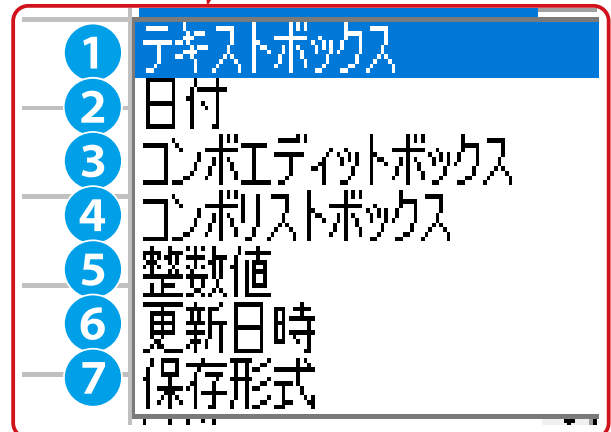 1 テキストボックス
2 日付
3 コンボエディットボックス
4 コンボリストボックス
5 整数値
6 更新日時
7 保存形式